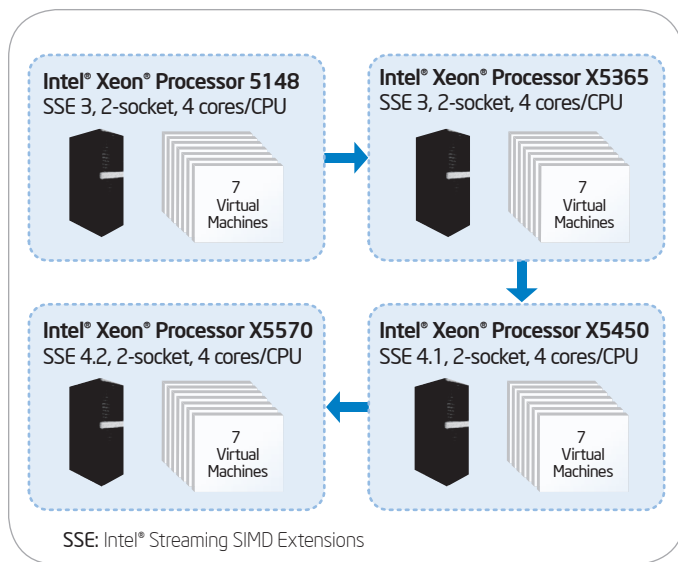 Intel® Xeon® Processor 5148
SSE 3, 2-socket, 4 cores/CPU
7
Virtual
Machines
Intel® Xeon® Processor X5365
SSE 3, 2-socket, 4 cores/CPU
7
Virtual
Machines
Intel® Xeon® Processor X5570
SSE 4.2, 2-socket, 4 cores/CPU
7
Virtual
Machines
Intel® Xeon® Processor X5450
SSE 4.1, 2-socket, 4 cores/CPU
7
Virtual
Machines
SSE: Intel® Streaming SIMD Extensions